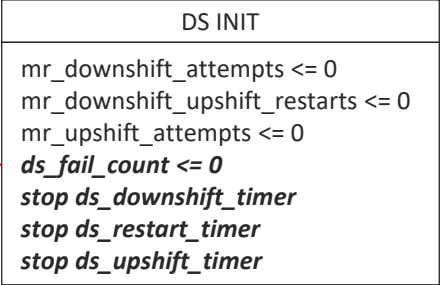 DS INIT
mr_downshift_attempts <= 0
mr_downshift_upshift_restarts <= 0
mr_upshift_attempts <= 0
ds_fail_count <= 0
stop ds_downshift_timer
stop ds_restart_timer
stop ds_upshift_timer